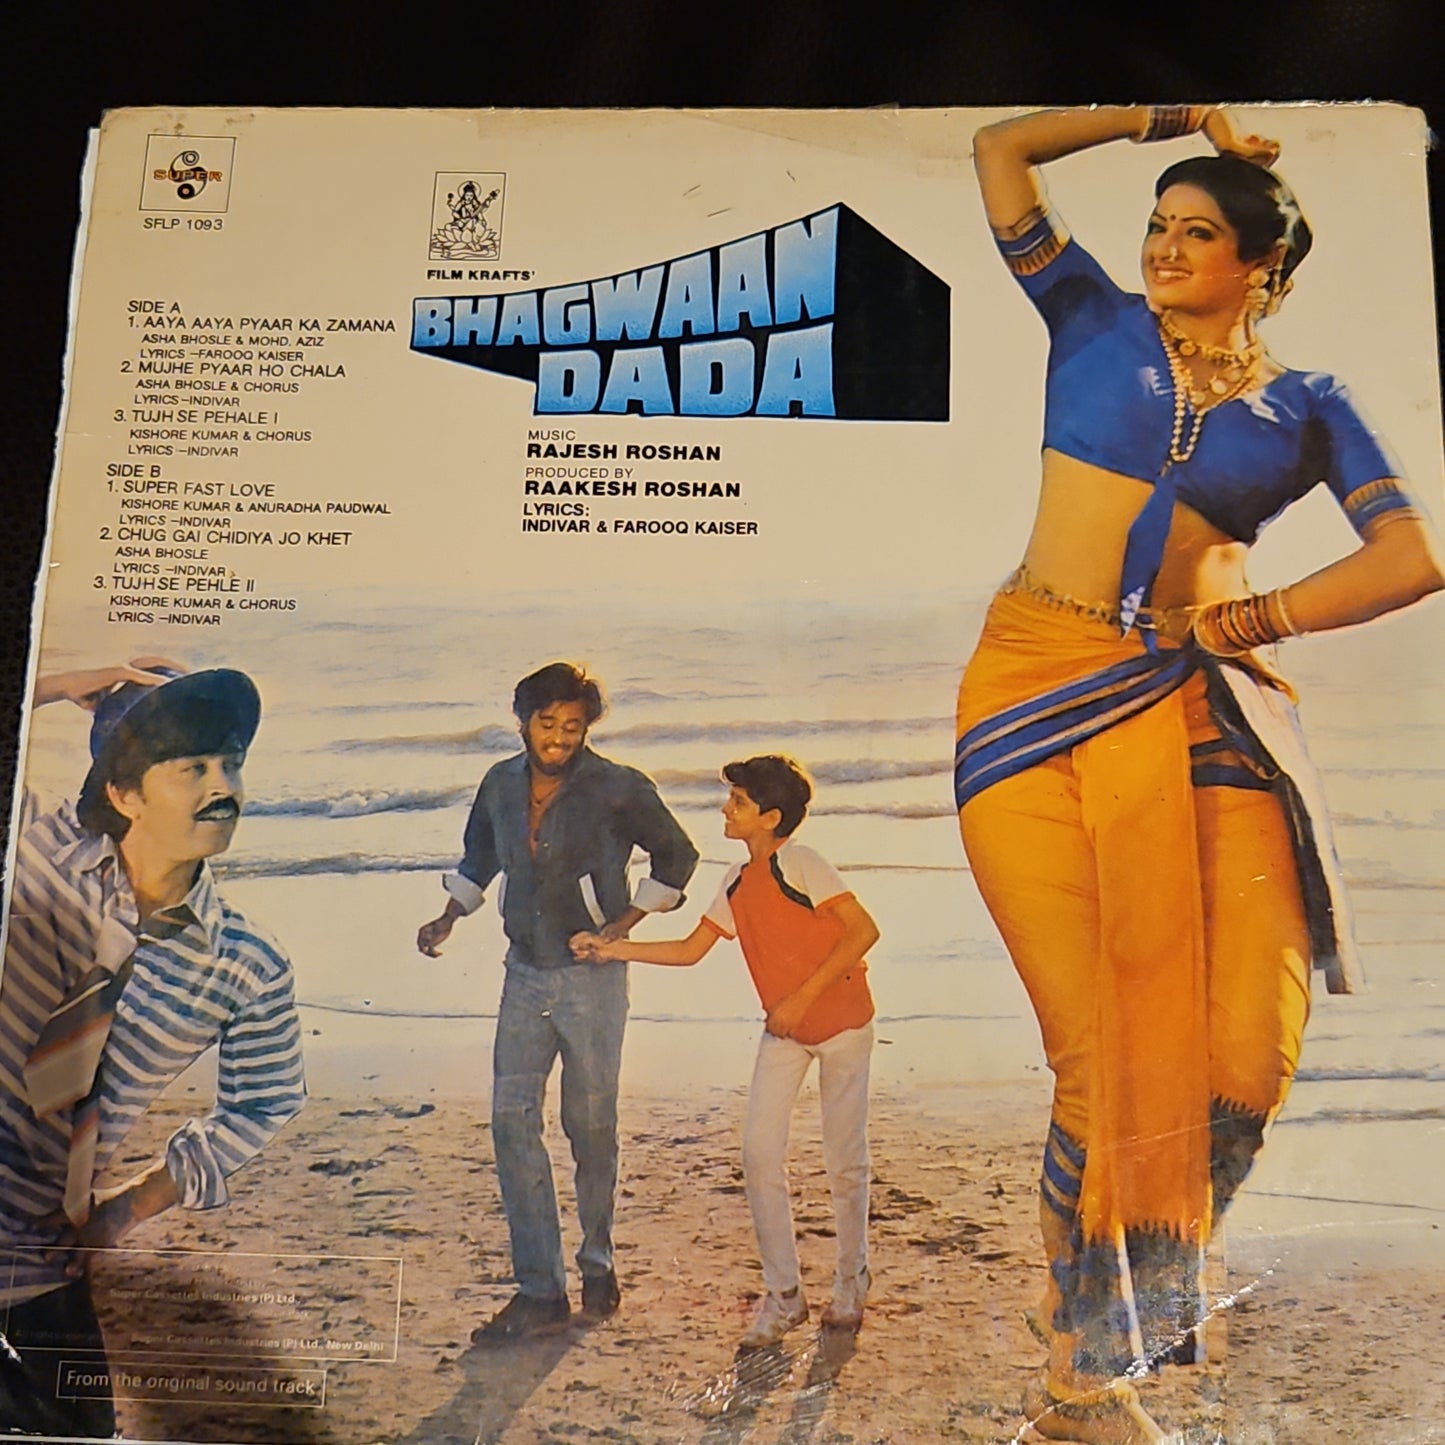 SUPER
SFLP 1093
FILM KRAFTS'
BHAGWAAN
DADA
SIDE A
1. AAYA AAYA PYAAR KA ZAMANA
ASHA BHOSLE & MOHD. AZIZ
LYRICS –FAROOQ KAISER
2. MUJHE PYAAR HO CHALA
ASHA BHOSLE & CHORUS
LYRICS –INDIVAR
3. TUJH SE PEHALE I
KISHORE KUMAR & CHORUS
LYRICS –INDIVAR
SIDE B
1. SUPER FAST LOVE
KISHORE KUMAR & ANURADHA PAUDWAL
LYRICS –INDIVAR
2. CHUG GAI CHIDIYA JO KHET
ASHA BHOSLE
LYRICS –INDIVAR
3. TUJH SE PEHLE II
KISHORE KUMAR & CHORUS
LYRICS –INDIVAR
MUSIC
RAJESH ROSHAN
PRODUCED BY
RAAKESH ROSHAN
LYRICS:
INDIVAR & FAROOQ KAISER
Super Cassettes Industries (P) Ltd.,
Super Cassettes Industries (P) Ltd., New Delhi
From the original sound track